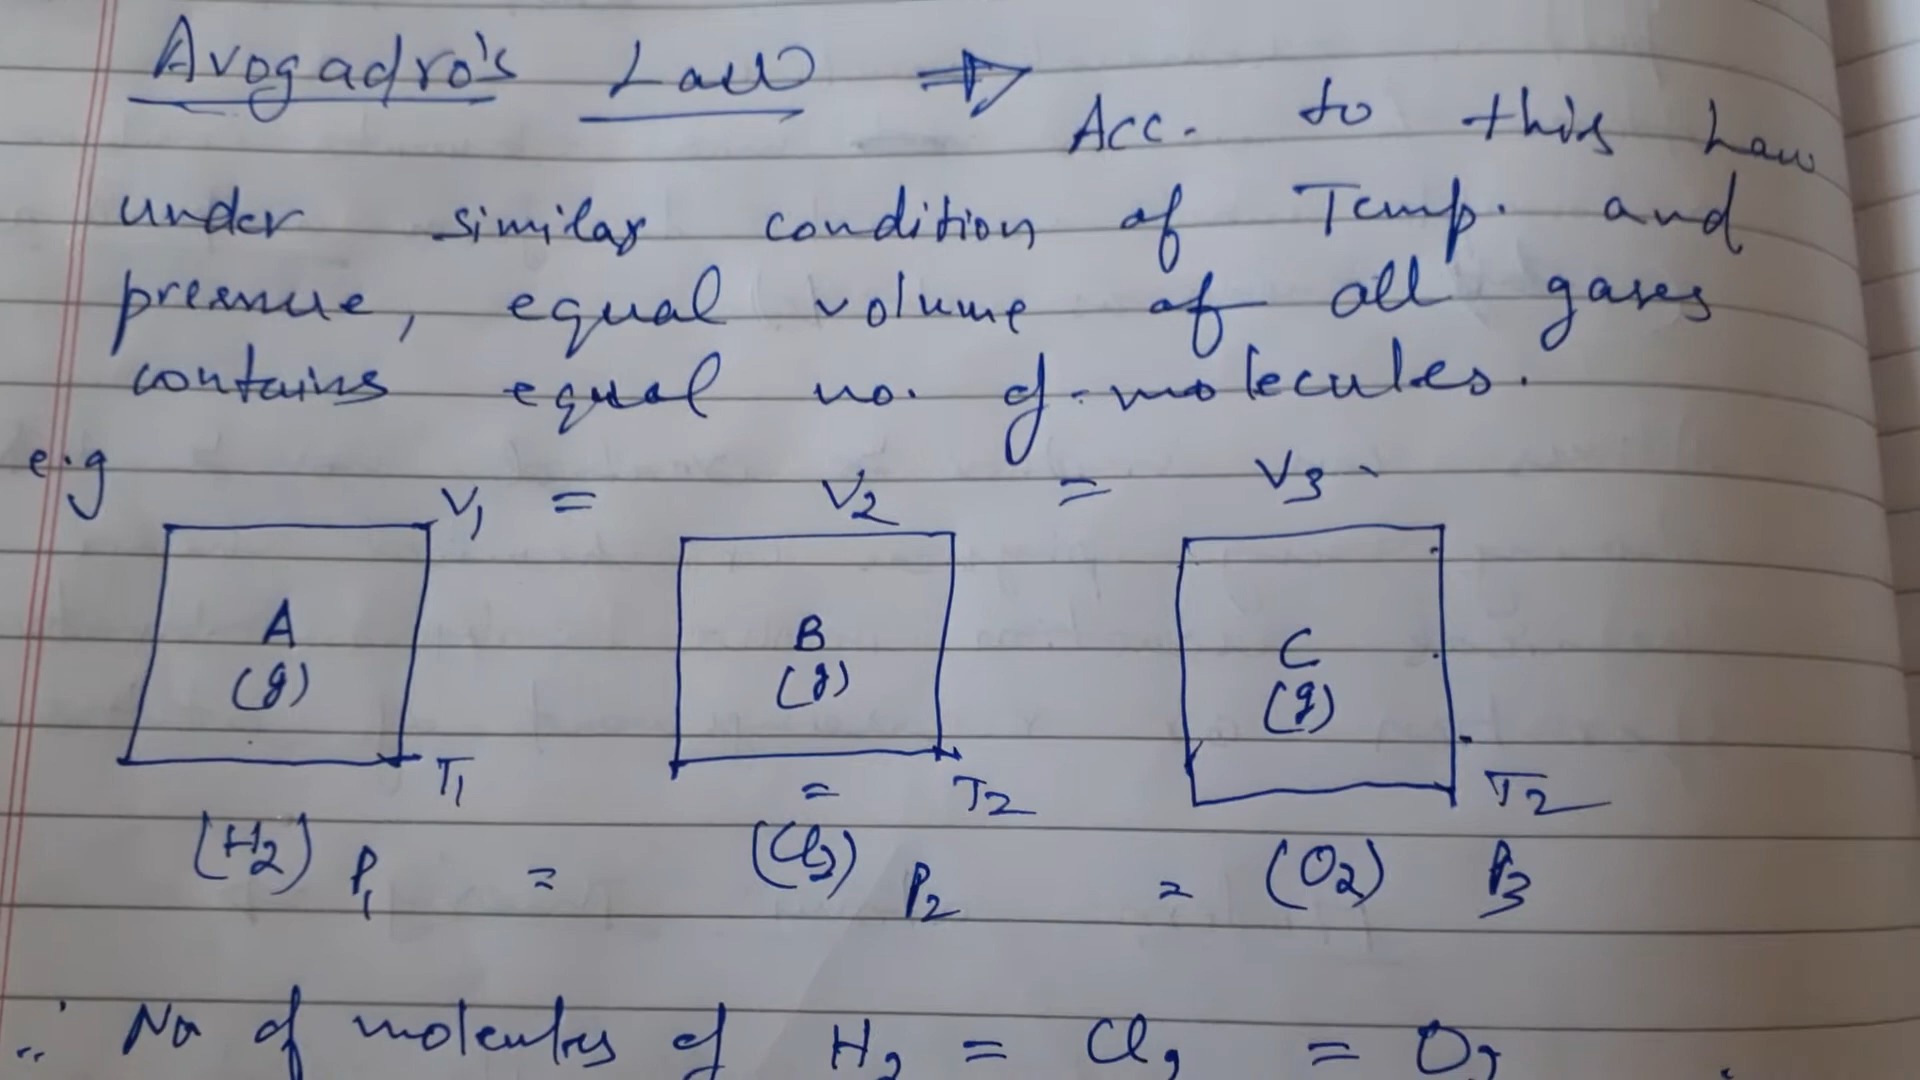 Avogadro's Law ⇒
Acc. to this Law
under similar condition of Temp. and
pressure, equal volume of all gases
contains equal no. of molecules.
e.g
V1 = V2 = V3
A B C
(g) (g) (g)
T1 = T2 T2
(H2) P1 = (Cl2) P2 = (O2) P3
∴ No of molecules of H2 = Cl2 = O2